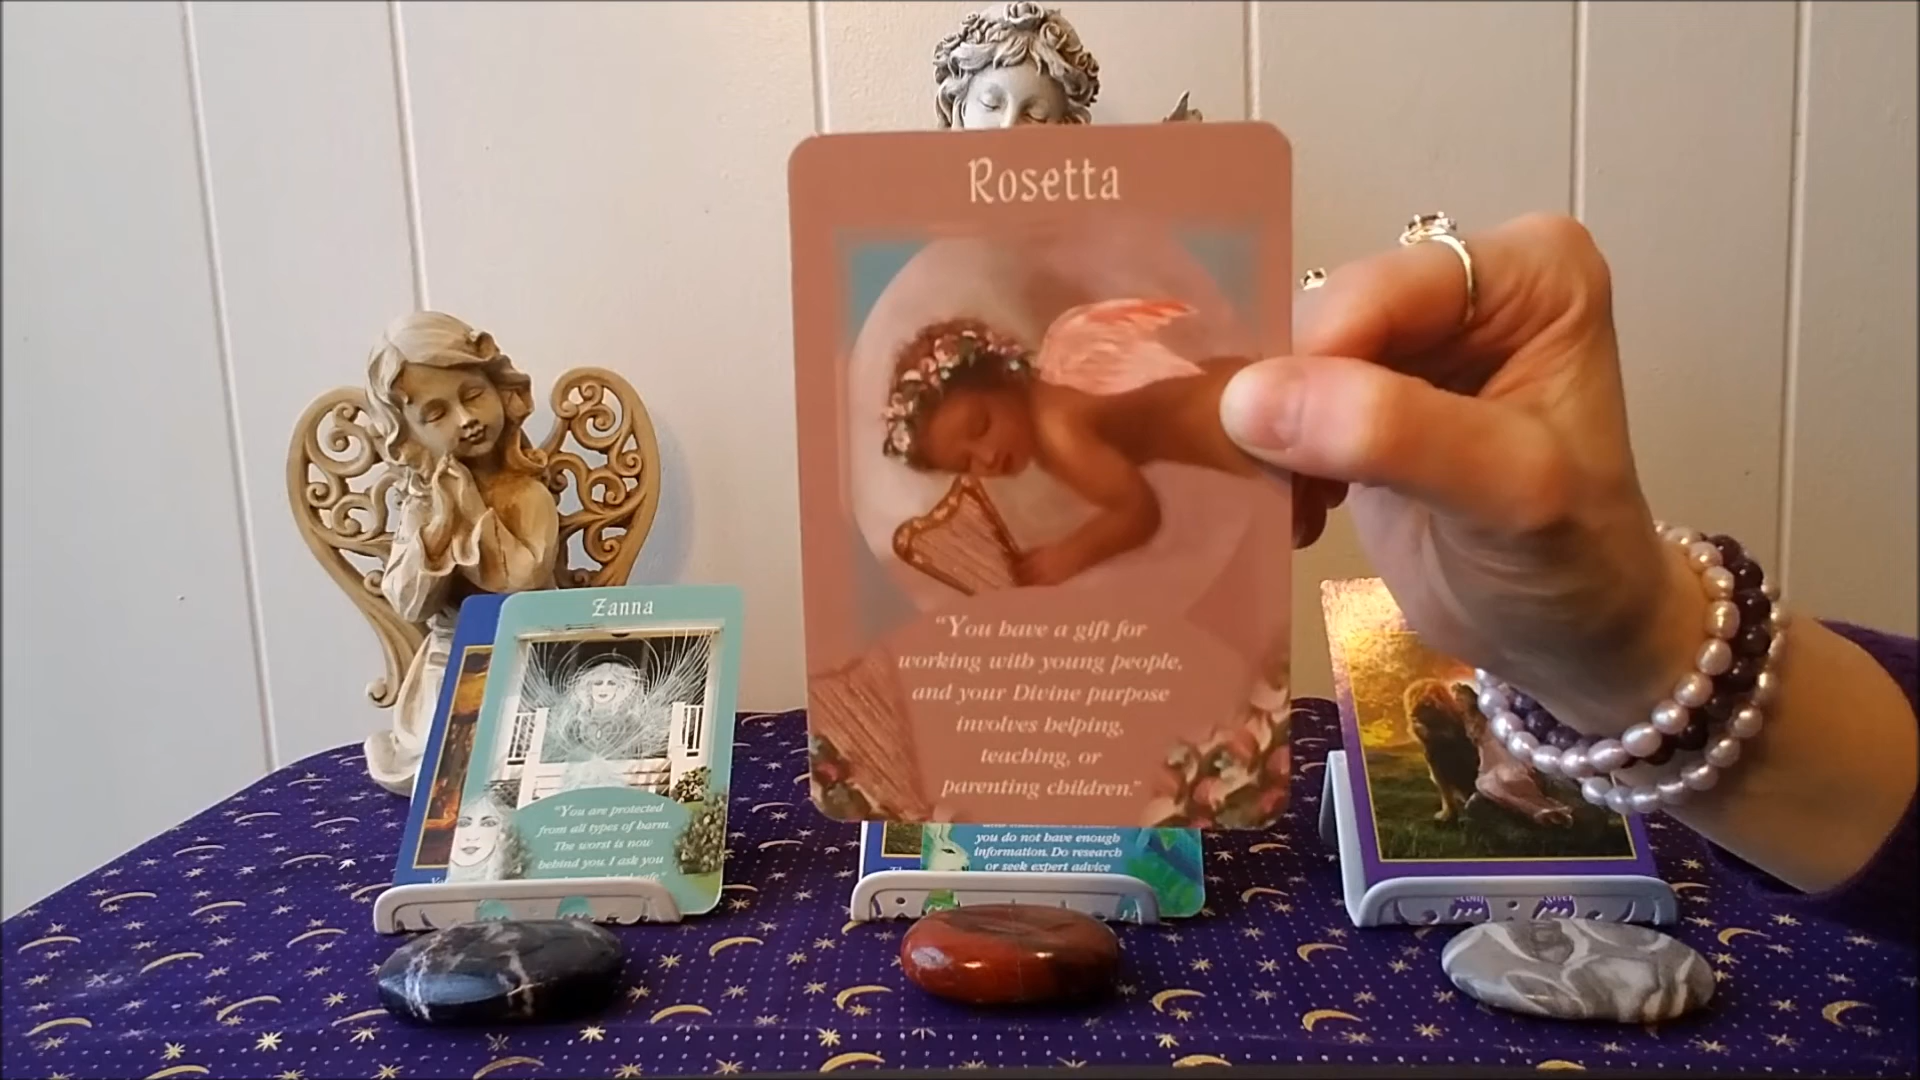 Rosetta
"You have a gift for
working with young people,
and your Divine purpose
involves helping,
teaching, or
parenting children."
Zanna
"You are protected
from all types of harm.
The worst is now
behind you. I ask you
you do not have enough
information. Do research
or seek expert advice